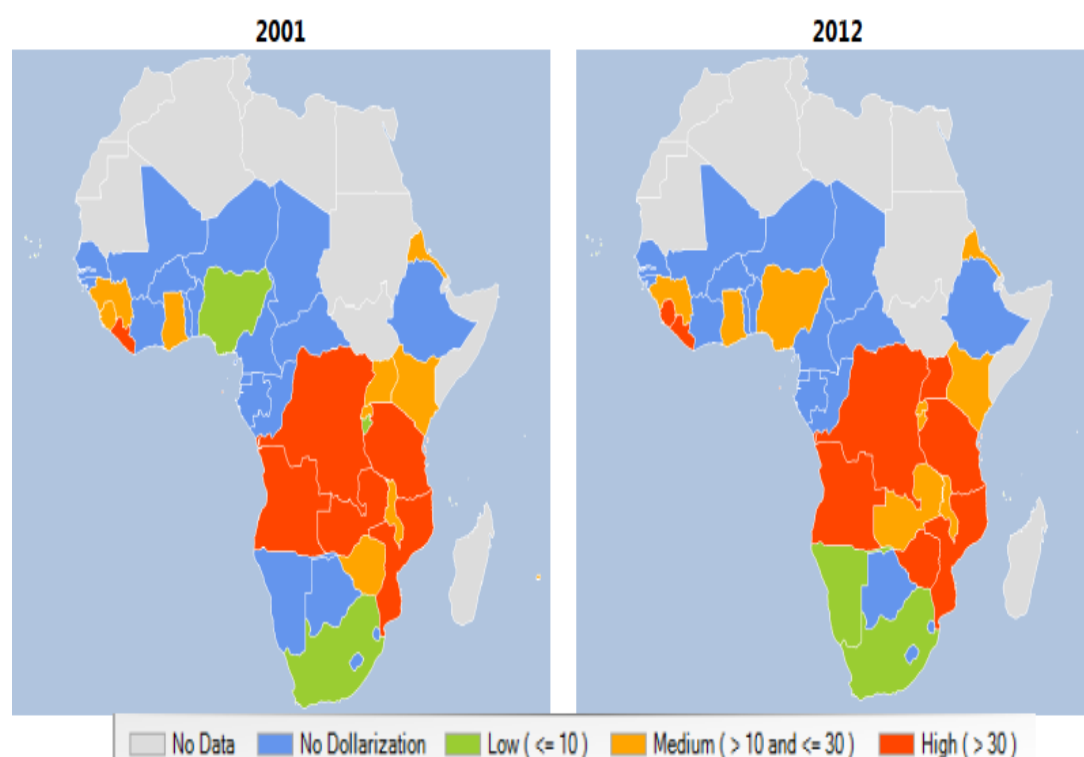 2001
2012
No Data No Dollarization Low ( <= 10 ) Medium ( > 10 and <= 30 ) High ( > 30 )